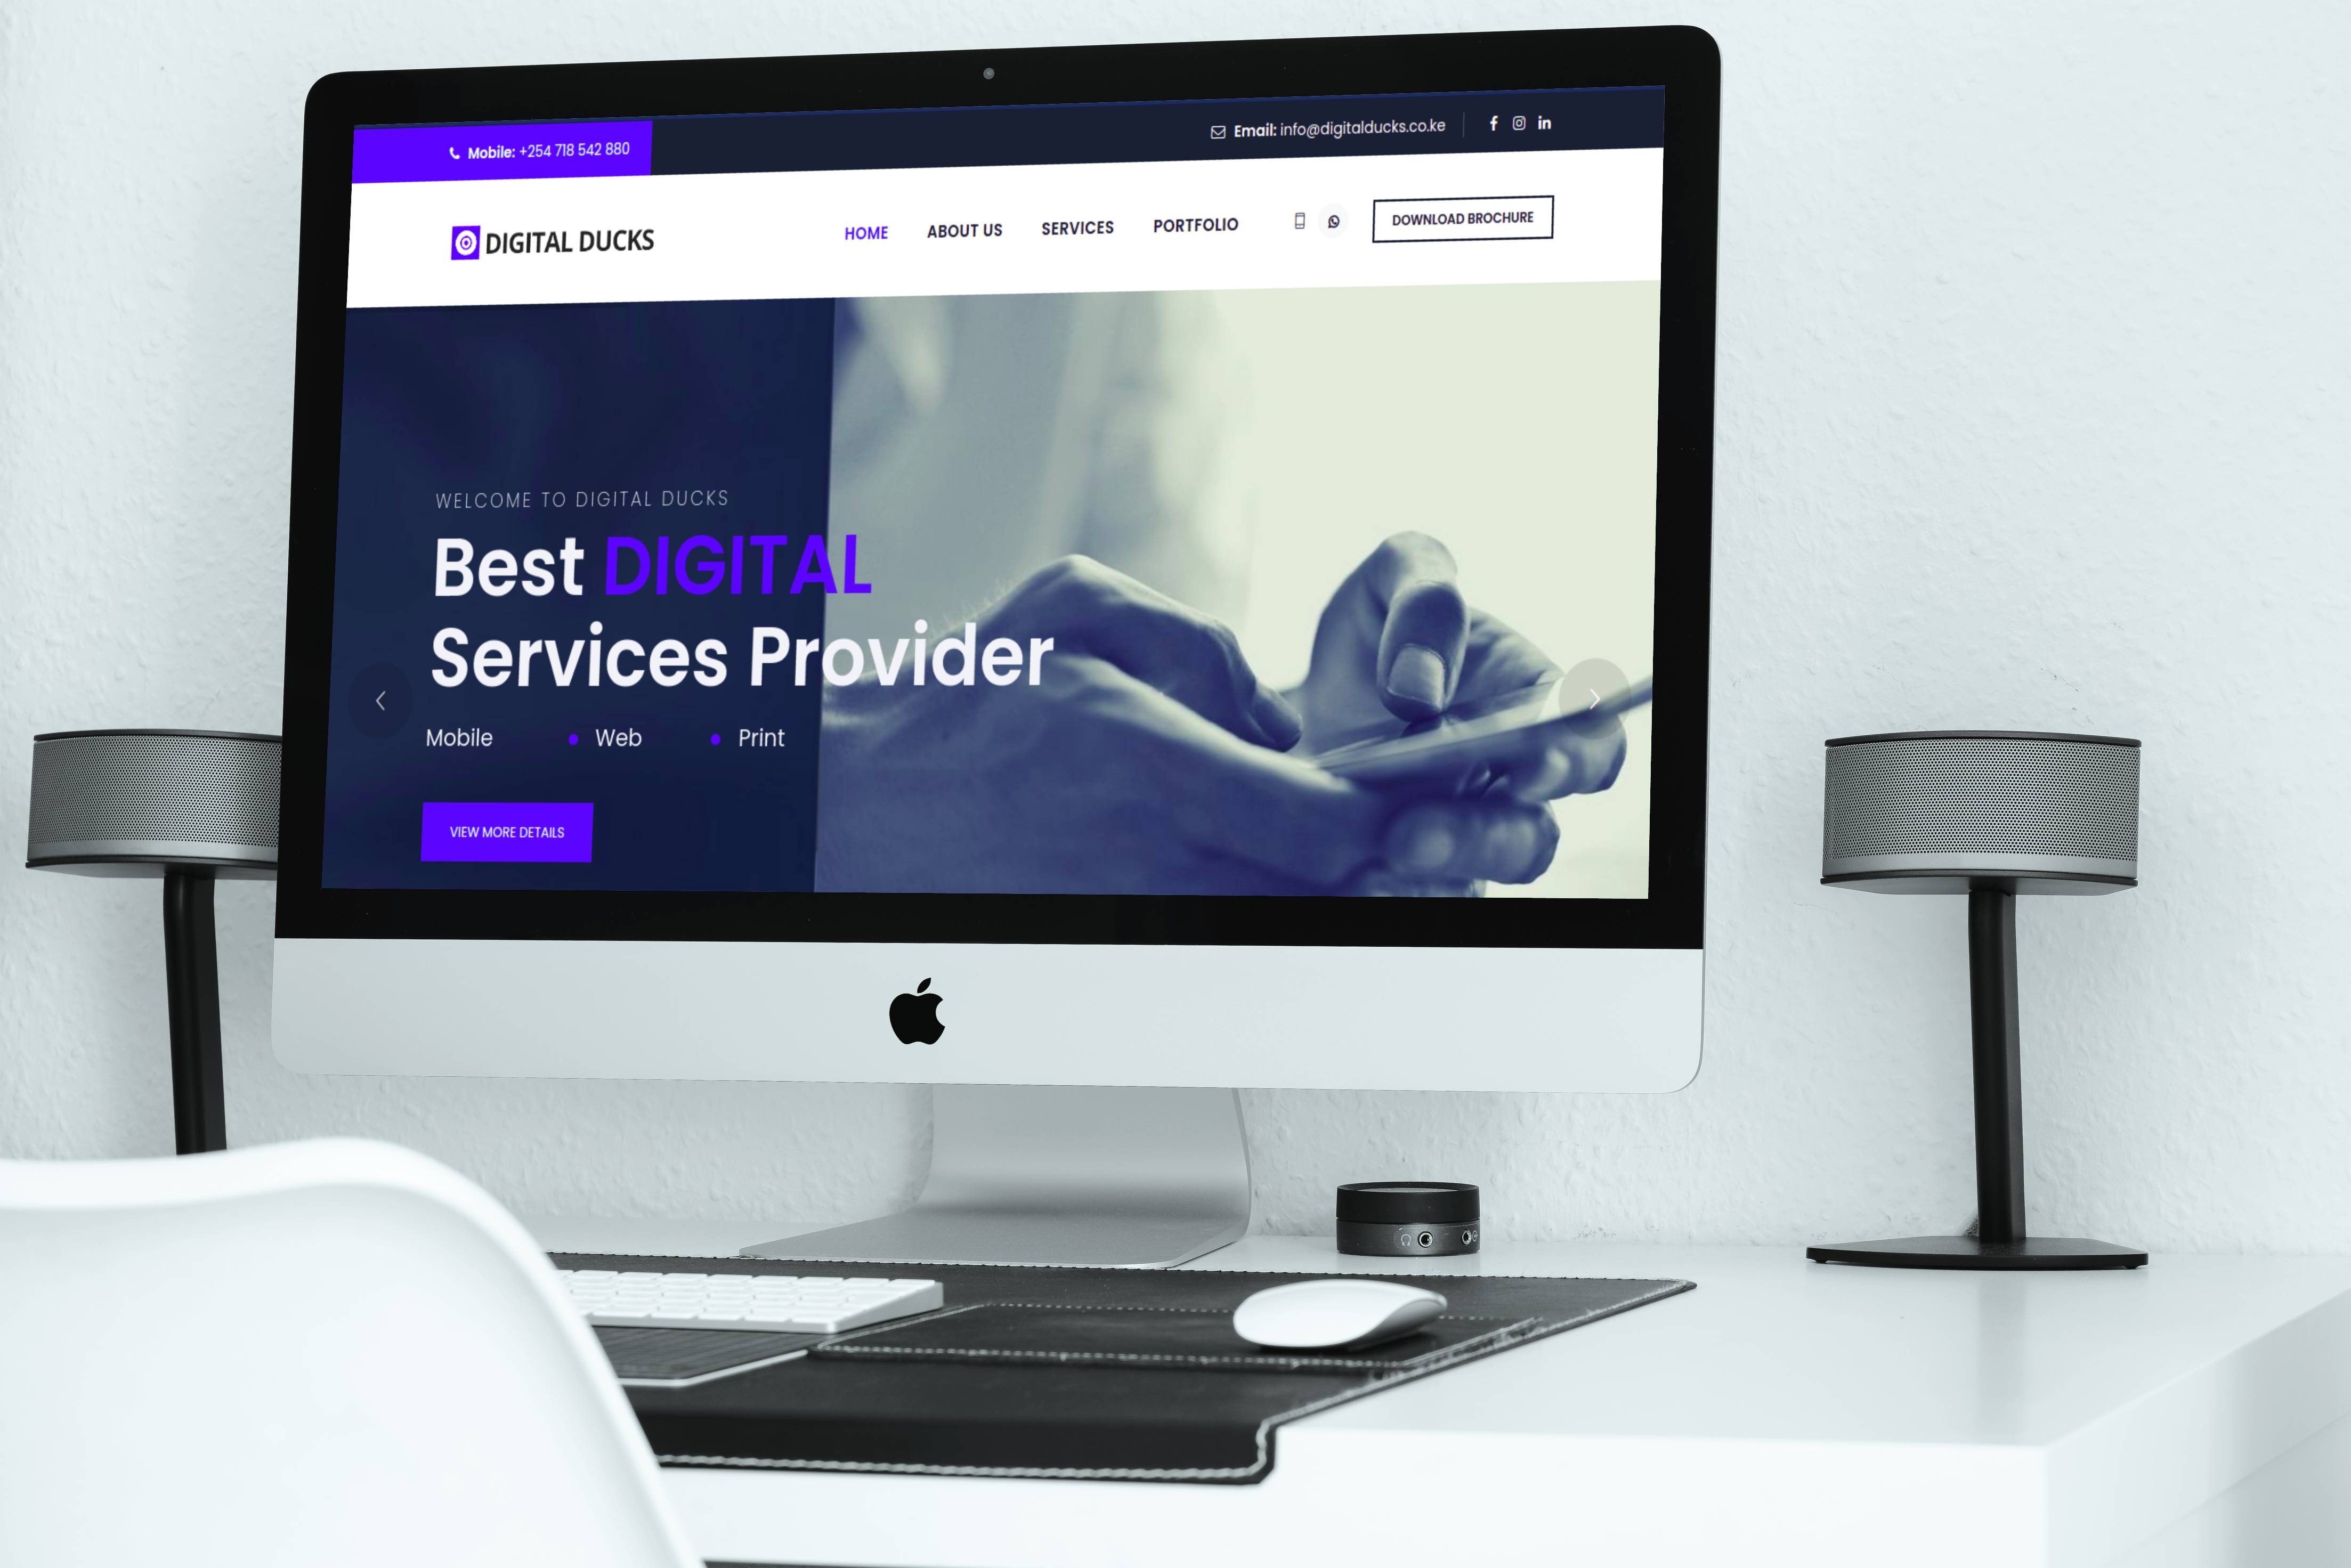 Mobile: +254 718 542 880
Email: info@digitalducks.co.ke
DIGITAL DUCKS
HOME
ABOUT US
SERVICES
PORTFOLIO
DOWNLOAD BROCHURE
WELCOME TO DIGITAL DUCKS
Best DIGITAL
Services Provider
Mobile
Web
Print
VIEW MORE DETAILS